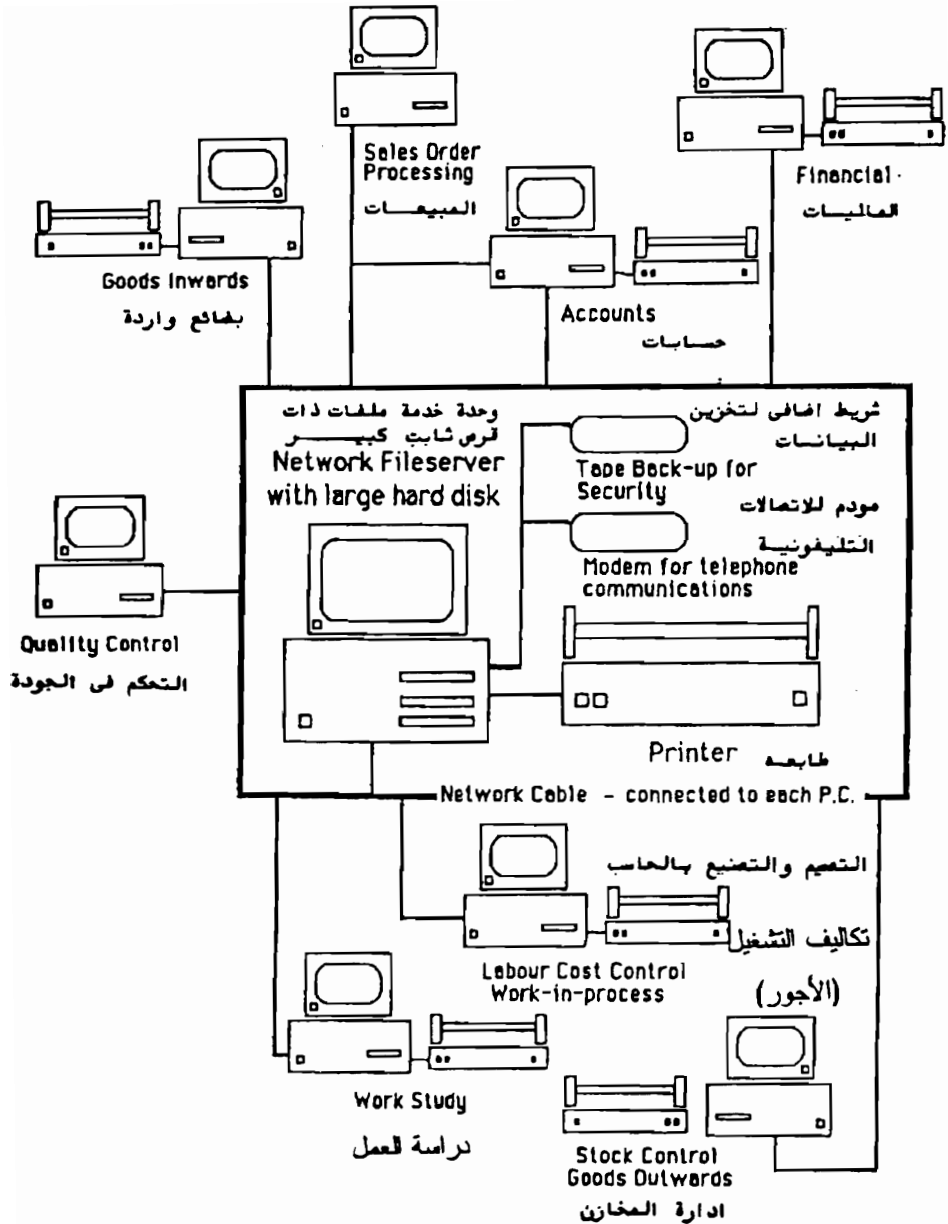 Sales Order
Processing
المبيعات
Financial
الماليات
Goods Inwards
بضائع واردة
Accounts
حسابات
وحدة خدمة ملفات ذات
قرص ثابت كبير
Network Fileserver
with large hard disk
شريط اضافى لتخزين
البيانات
Tape Back-up for
Security
مودم للاتصالات
التليفونية
Modem for telephone
communications
Quality Control
التحكم فى الجودة
Printer طابعه
Network Cable - connected to each P.C.
التصميم والتصنيع بالحاسب
Labour Cost Control
Work-in-process
تكاليف التشغيل
(الأجور)
Work Study
دراسة العمل
Stock Control
Goods Outwards
ادارة المخازن